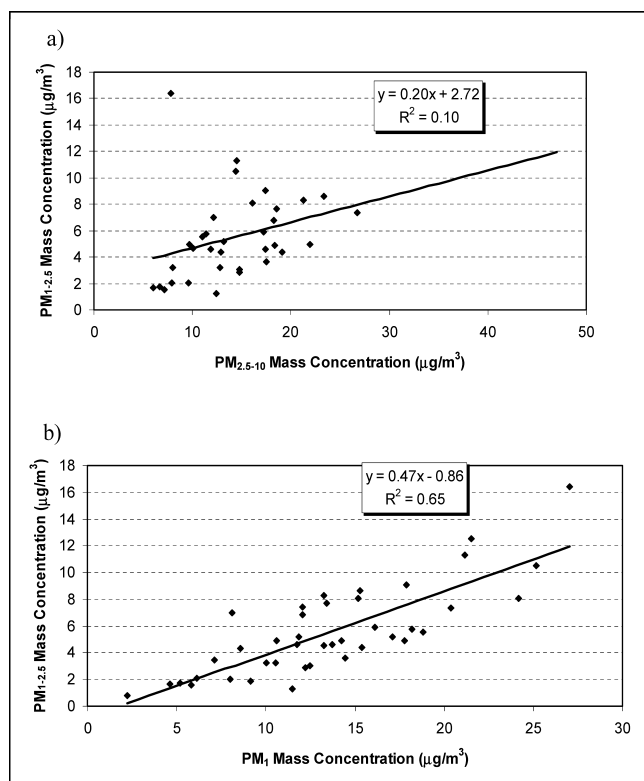 a)
18
16
14
12
10
8
6
4
2
0
PM1-2.5 Mass Concentration (μg/m³)
y = 0.20x + 2.72
R² = 0.10
0 10 20 30 40 50
PM2.5-10 Mass Concentration (μg/m³)
b)
18
16
14
12
10
8
6
4
2
0
PM1-2.5 Mass Concentration (μg/m³)
y = 0.47x - 0.86
R² = 0.65
0 5 10 15 20 25 30
PM1 Mass Concentration (μg/m³)